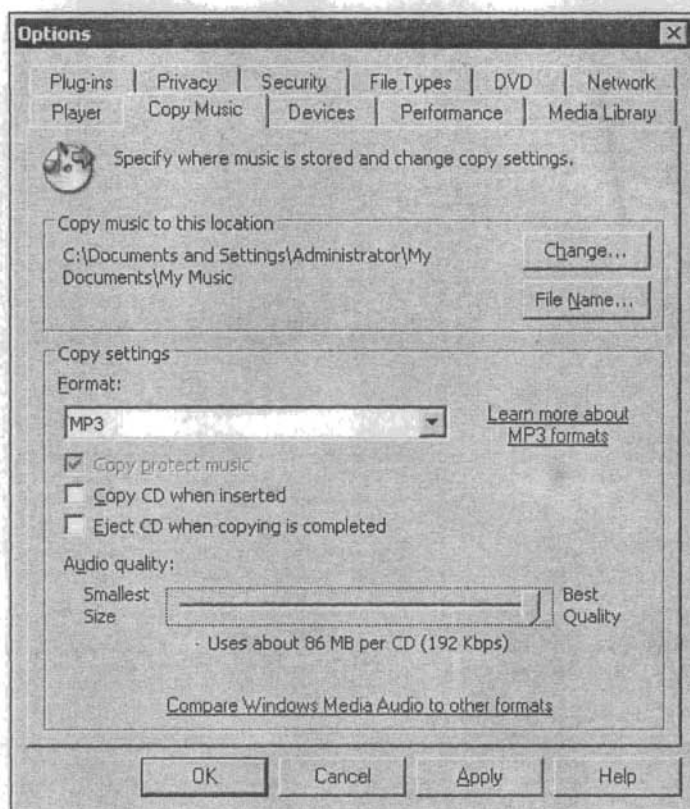 Options
Plug-ins Privacy Security File Types DVD Network
Player Copy Music Devices Performance Media Library
Specify where music is stored and change copy settings.
Copy music to this location
C:\Documents and Settings\Administrator\My
Documents\My Music
Change...
File Name...
Copy settings
Format:
MP3
Learn more about
MP3 formats
Copy protect music
Copy CD when inserted
Eject CD when copying is completed
Audio quality:
Smallest
Size
Best
Quality
Uses about 86 MB per CD (192 Kbps)
Compare Windows Media Audio to other formats
OK Cancel Apply Help